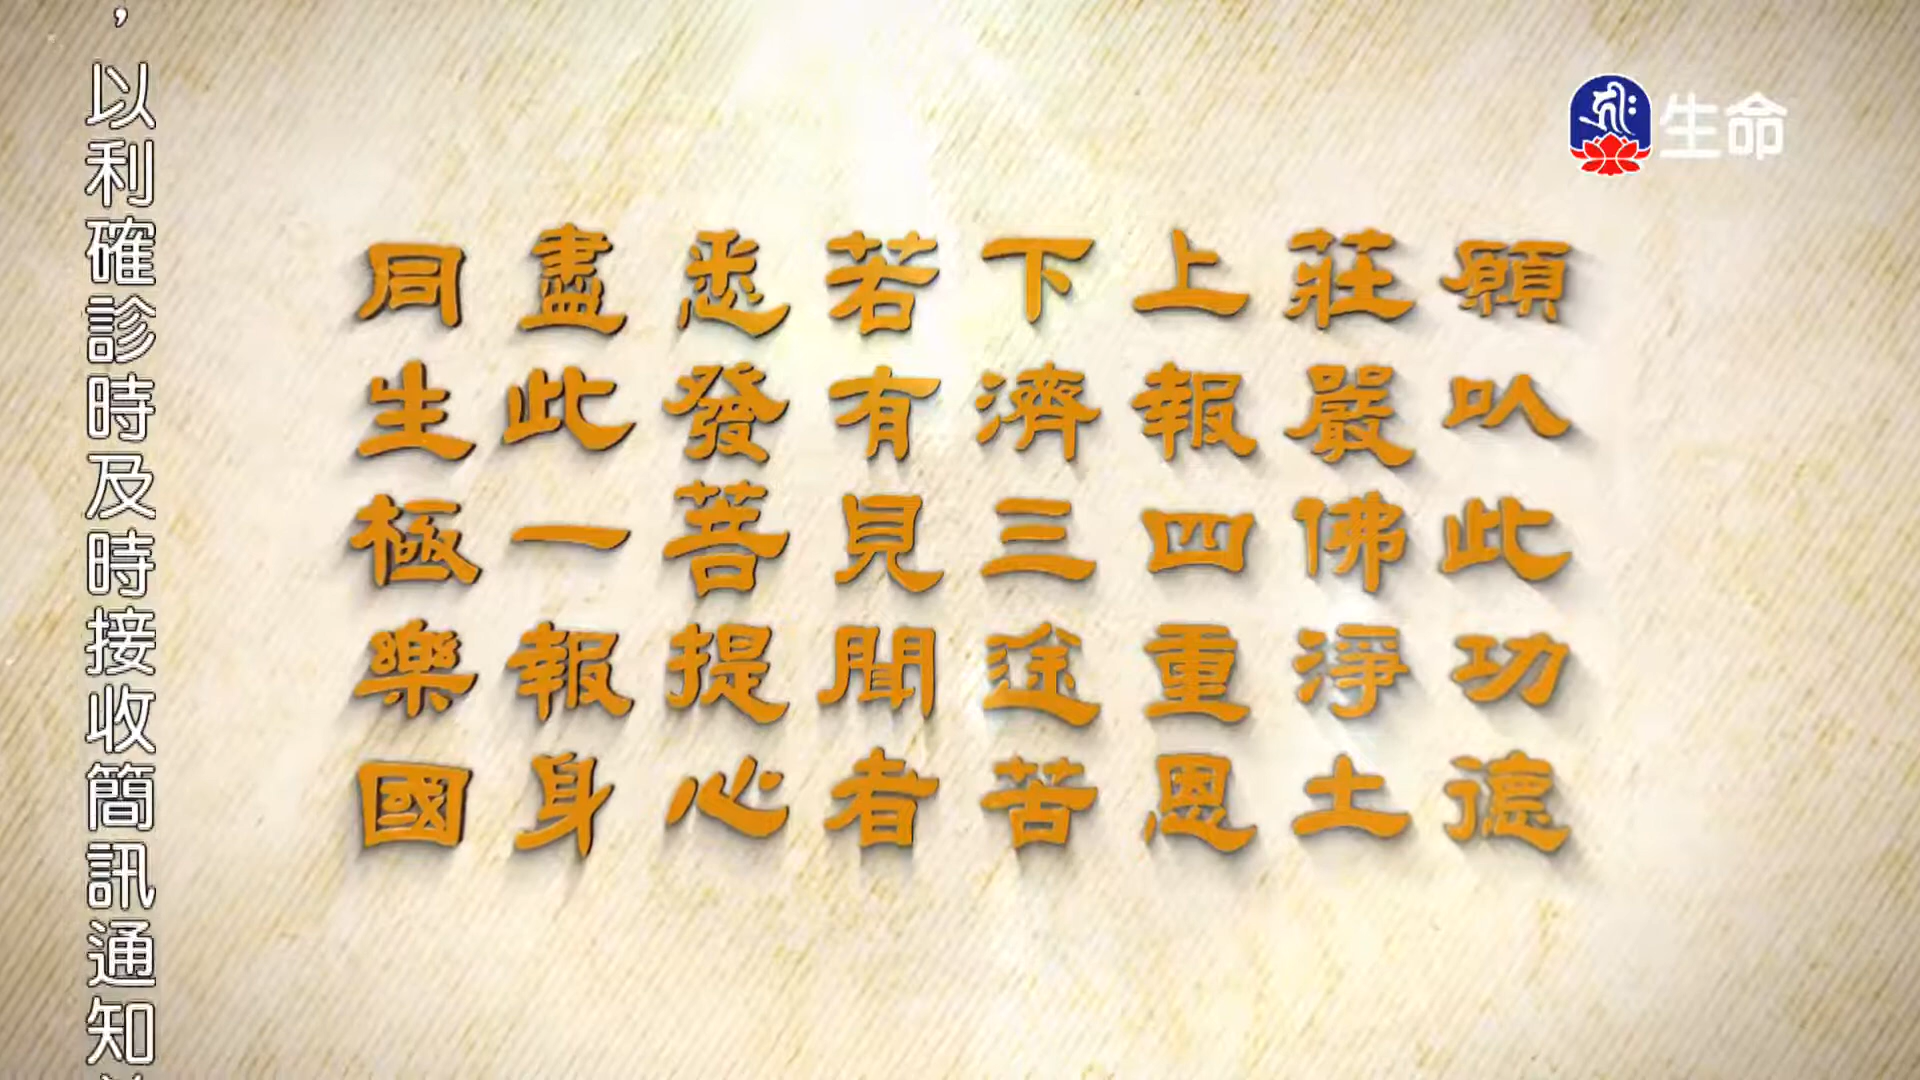 生命
願以此功德
莊嚴佛淨土
上報四重恩
下濟三途苦
若有見聞者
悉發菩提心
盡此一報身
同生極樂國
，以利確診時及時接收簡訊通知